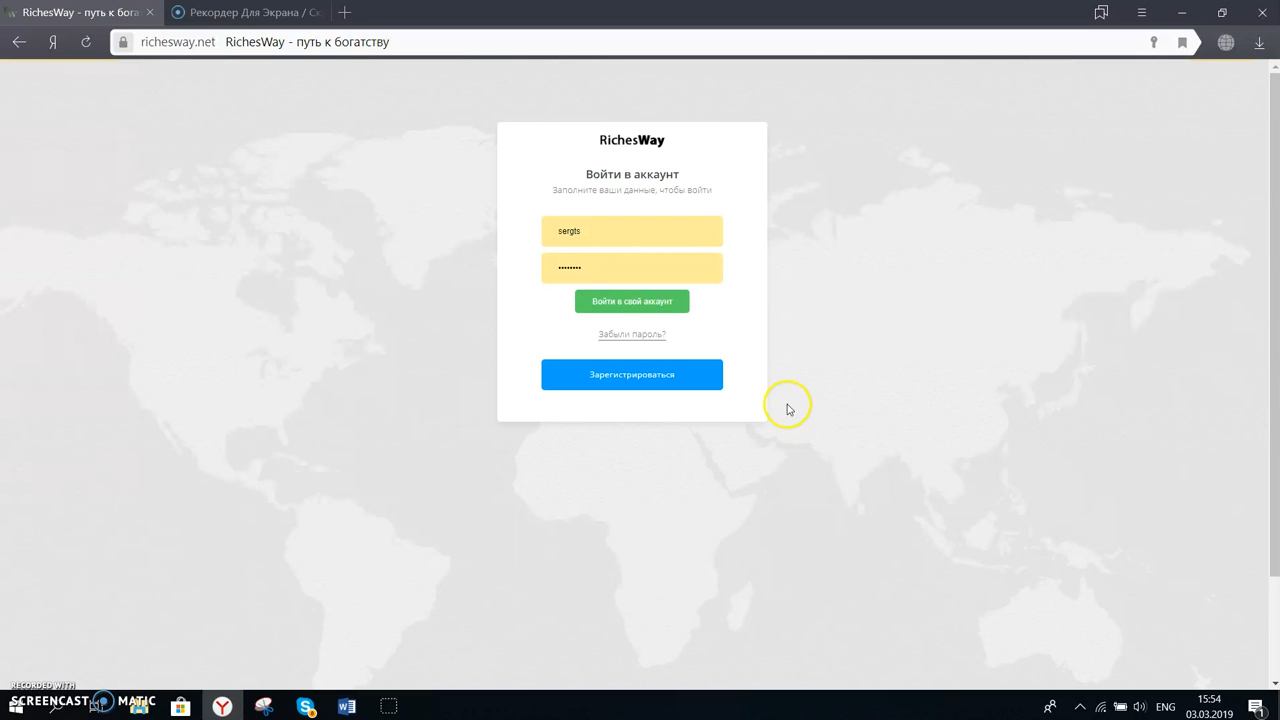 RichesWay - путь к бога
Рекордер Для Экрана / Ск
Я
richesway.net RichesWay - путь к богатству
RichesWay
Войти в аккаунт
Заполните ваши данные, чтобы войти
sergts
••••••••
Войти в свой аккаунт
Забыли пароль?
Зарегистрироваться
RECORDED WITH
SCREENCAST MATIC
Y
S
W
ENG
15:54
03.03.2019
1